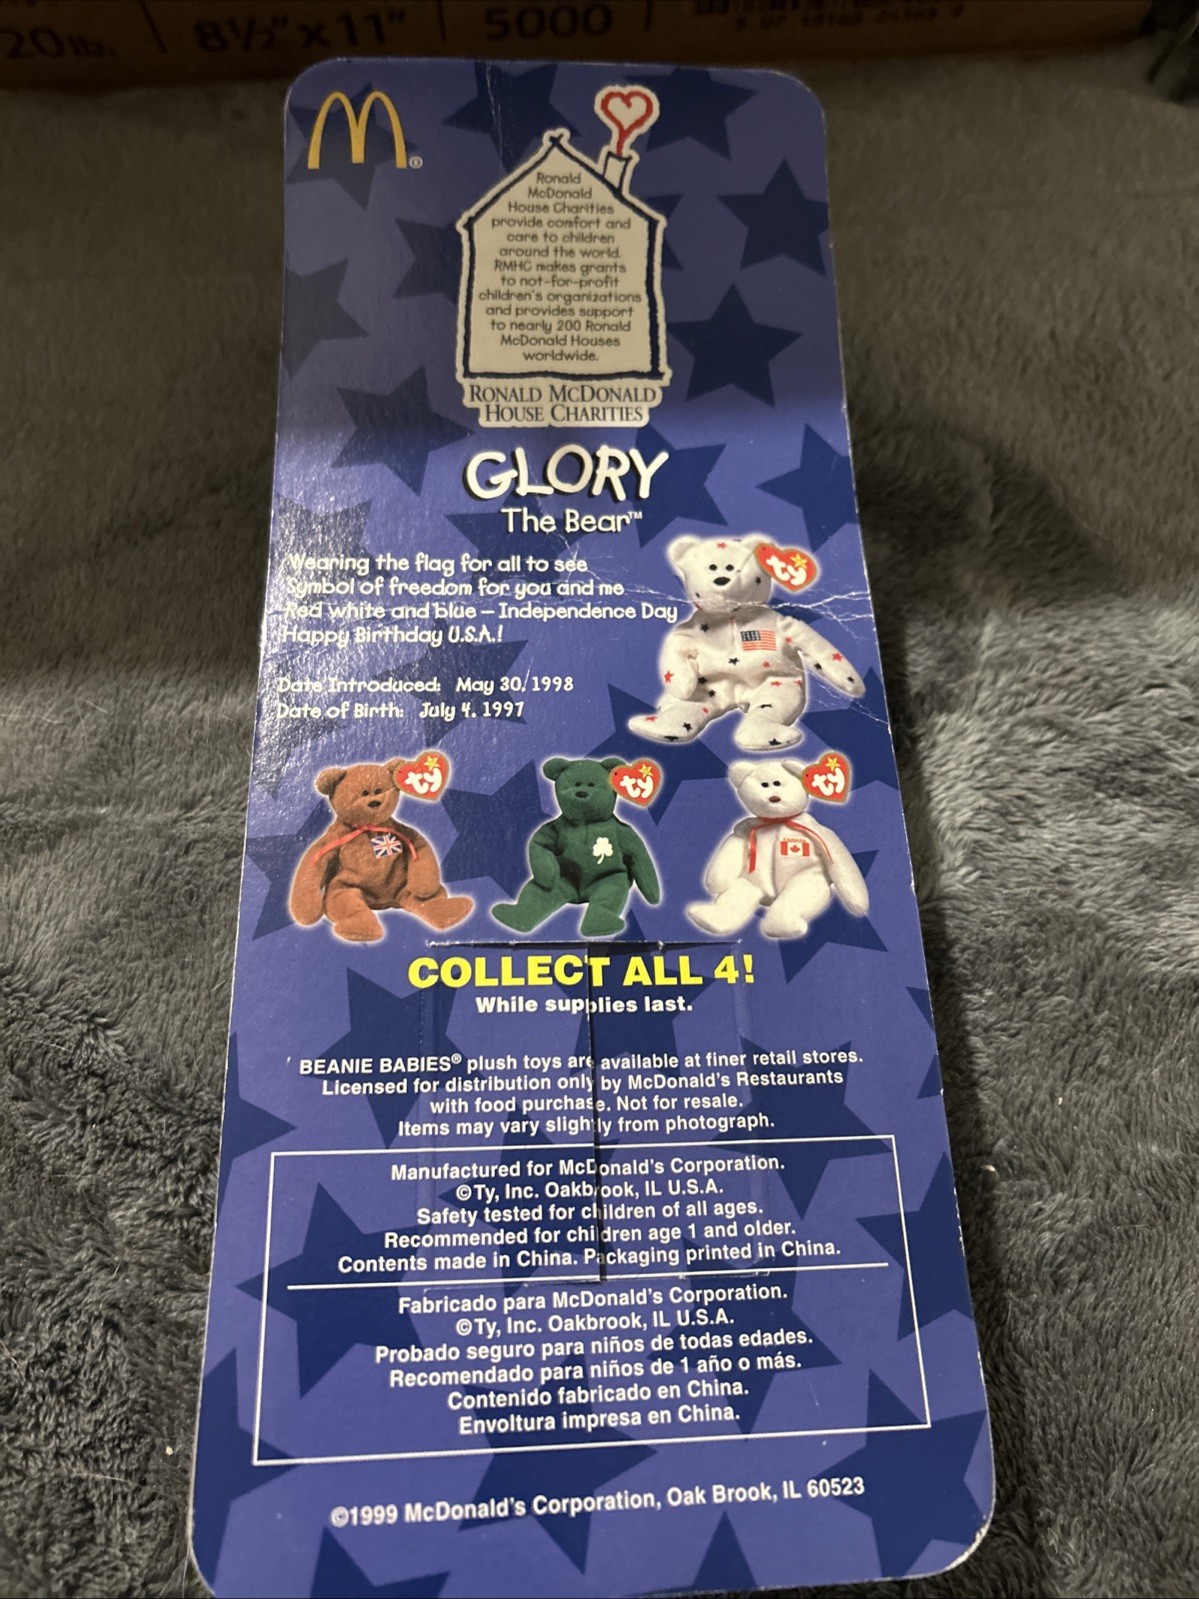 20lb. 8½"x11" 5000
M®
Ronald
McDonald
House Charities
provide comfort and
care to children
around the world.
RMHC makes grants
to not-for-profit
children's organizations
and provides support
to nearly 200 Ronald
McDonald Houses
worldwide.
RONALD MCDONALD
HOUSE CHARITIES
GLORY
The Bear™
Wearing the flag for all to see
Symbol of freedom for you and me
Red white and blue – Independence Day
Happy Birthday U.S.A.!
Date Introduced: May 30, 1998
Date of Birth: July 4, 1997
ty
ty
ty
ty
CANADA
COLLECT ALL 4!
While supplies last.
BEANIE BABIES® plush toys are available at finer retail stores.
Licensed for distribution only by McDonald's Restaurants
with food purchase. Not for resale.
Items may vary slightly from photograph.
Manufactured for McDonald's Corporation.
©Ty, Inc. Oakbrook, IL U.S.A.
Safety tested for children of all ages.
Recommended for children age 1 and older.
Contents made in China. Packaging printed in China.
Fabricado para McDonald's Corporation.
©Ty, Inc. Oakbrook, IL U.S.A.
Probado seguro para niños de todas edades.
Recomendado para niños de 1 año o más.
Contenido fabricado en China.
Envoltura impresa en China.
©1999 McDonald's Corporation, Oak Brook, IL 60523